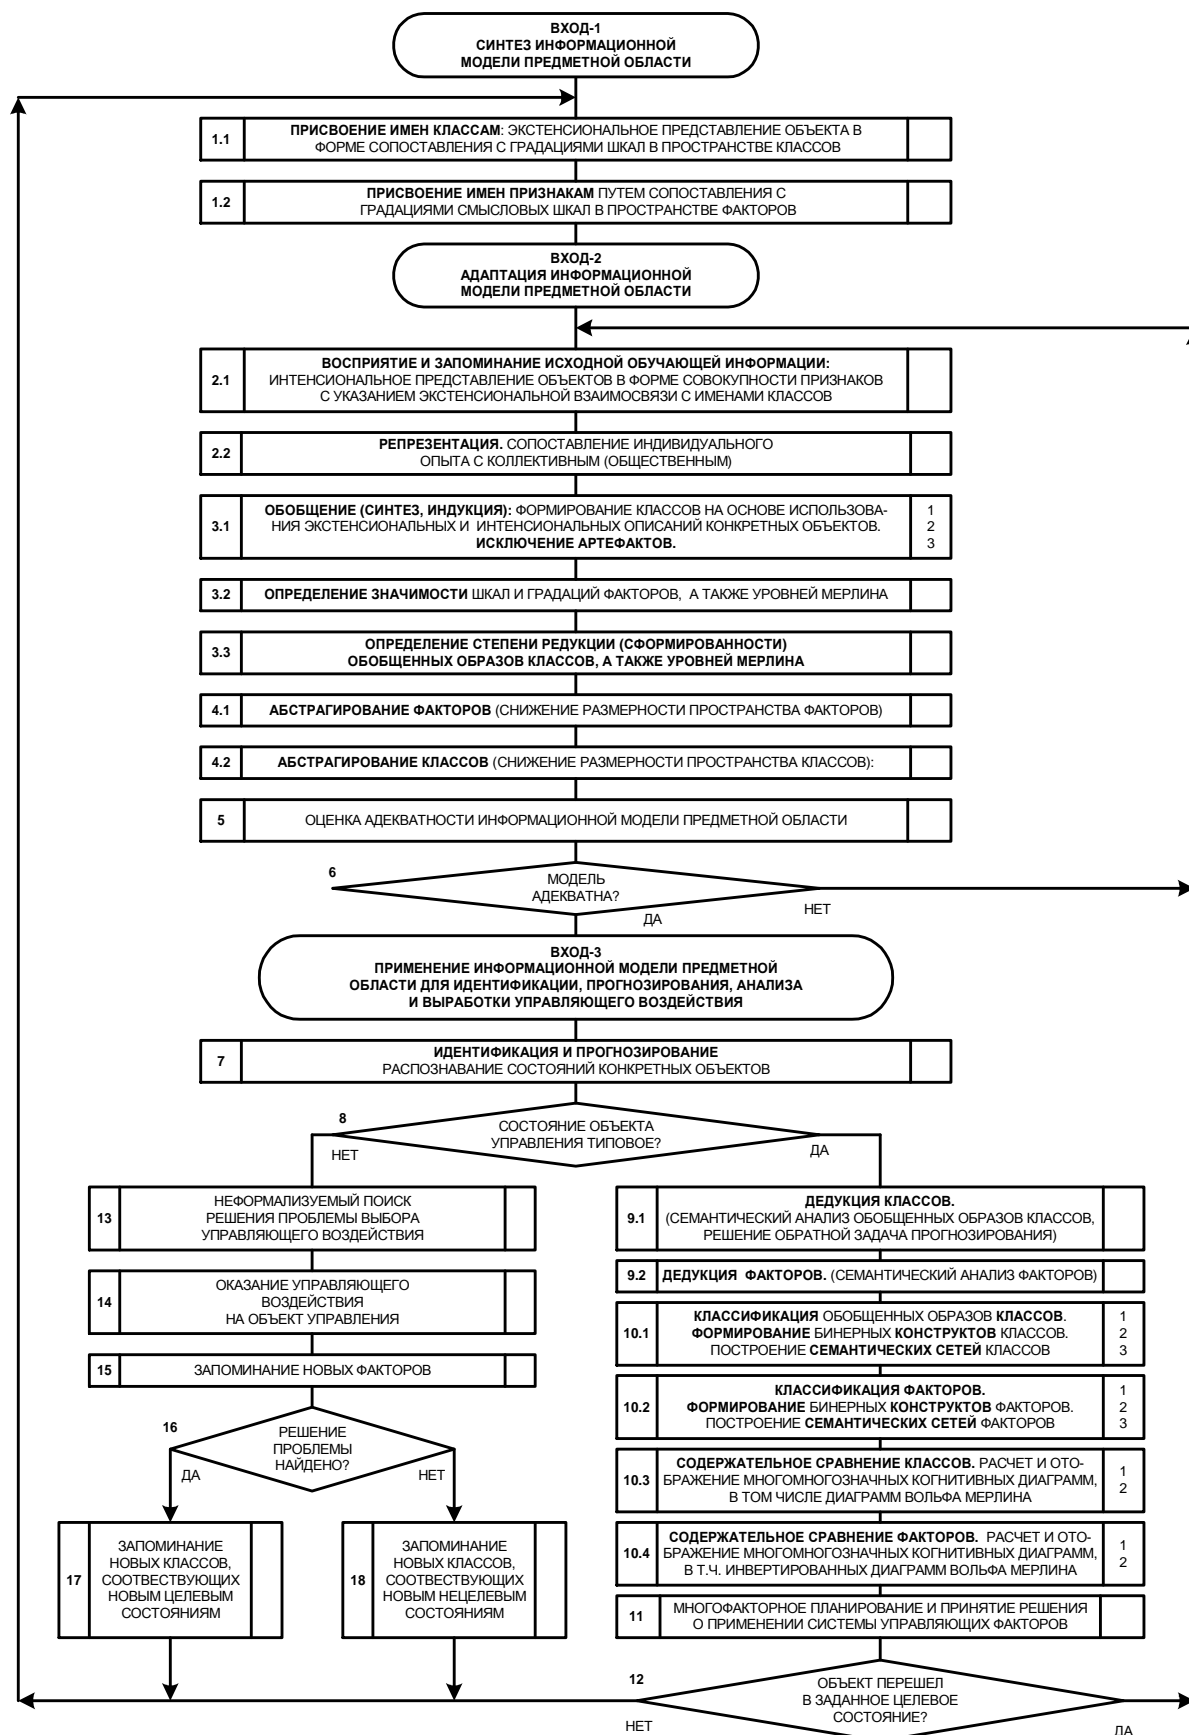 ВХОД-1
СИНТЕЗ ИНФОРМАЦИОННОЙ
МОДЕЛИ ПРЕДМЕТНОЙ ОБЛАСТИ
1.1
ПРИСВОЕНИЕ ИМЕН КЛАССАМ: ЭКСТЕНСИОНАЛЬНОЕ ПРЕДСТАВЛЕНИЕ ОБЪЕКТА В
ФОРМЕ СОПОСТАВЛЕНИЯ С ГРАДАЦИЯМИ ШКАЛ В ПРОСТРАНСТВЕ КЛАССОВ
1.2
ПРИСВОЕНИЕ ИМЕН ПРИЗНАКАМ ПУТЕМ СОПОСТАВЛЕНИЯ С
ГРАДАЦИЯМИ СМЫСЛОВЫХ ШКАЛ В ПРОСТРАНСТВЕ ФАКТОРОВ
ВХОД-2
АДАПТАЦИЯ ИНФОРМАЦИОННОЙ
МОДЕЛИ ПРЕДМЕТНОЙ ОБЛАСТИ
2.1
ВОСПРИЯТИЕ И ЗАПОМИНАНИЕ ИСХОДНОЙ ОБУЧАЮЩЕЙ ИНФОРМАЦИИ:
ИНТЕНСИОНАЛЬНОЕ ПРЕДСТАВЛЕНИЕ ОБЪЕКТОВ В ФОРМЕ СОВОКУПНОСТИ ПРИЗНАКОВ
С УКАЗАНИЕМ ЭКСТЕНСИОНАЛЬНОЙ ВЗАИМОСВЯЗИ С ИМЕНАМИ КЛАССОВ
2.2
РЕПРЕЗЕНТАЦИЯ. СОПОСТАВЛЕНИЕ ИНДИВИДУАЛЬНОГО
ОПЫТА С КОЛЛЕКТИВНЫМ (ОБЩЕСТВЕННЫМ)
3.1
ОБОБЩЕНИЕ (СИНТЕЗ, ИНДУКЦИЯ): ФОРМИРОВАНИЕ КЛАССОВ НА ОСНОВЕ ИСПОЛЬЗОВА-
НИЯ ЭКСТЕНСИОНАЛЬНЫХ И ИНТЕНСИОНАЛЬНЫХ ОПИСАНИЙ КОНКРЕТНЫХ ОБЪЕКТОВ.
ИСКЛЮЧЕНИЕ АРТЕФАКТОВ.
1
2
3
3.2
ОПРЕДЕЛЕНИЕ ЗНАЧИМОСТИ ШКАЛ И ГРАДАЦИЙ ФАКТОРОВ, А ТАКЖЕ УРОВНЕЙ МЕРЛИНА
3.3
ОПРЕДЕЛЕНИЕ СТЕПЕНИ РЕДУКЦИИ (СФОРМИРОВАННОСТИ)
ОБОБЩЕННЫХ ОБРАЗОВ КЛАССОВ, А ТАКЖЕ УРОВНЕЙ МЕРЛИНА
4.1
АБСТРАГИРОВАНИЕ ФАКТОРОВ (СНИЖЕНИЕ РАЗМЕРНОСТИ ПРОСТРАНСТВА ФАКТОРОВ)
4.2
АБСТРАГИРОВАНИЕ КЛАССОВ (СНИЖЕНИЕ РАЗМЕРНОСТИ ПРОСТРАНСТВА КЛАССОВ):
5
ОЦЕНКА АДЕКВАТНОСТИ ИНФОРМАЦИОННОЙ МОДЕЛИ ПРЕДМЕТНОЙ ОБЛАСТИ
6
МОДЕЛЬ
АДЕКВАТНА?
НЕТ
ДА
ВХОД-3
ПРИМЕНЕНИЕ ИНФОРМАЦИОННОЙ МОДЕЛИ ПРЕДМЕТНОЙ
ОБЛАСТИ ДЛЯ ИДЕНТИФИКАЦИИ, ПРОГНОЗИРОВАНИЯ, АНАЛИЗА
И ВЫРАБОТКИ УПРАВЛЯЮЩЕГО ВОЗДЕЙСТВИЯ
7
ИДЕНТИФИКАЦИЯ И ПРОГНОЗИРОВАНИЕ
РАСПОЗНАВАНИЕ СОСТОЯНИЙ КОНКРЕТНЫХ ОБЪЕКТОВ
8
СОСТОЯНИЕ ОБЪЕКТА
УПРАВЛЕНИЯ ТИПОВОЕ?
НЕТ
ДА
13
НЕФОРМАЛИЗУЕМЫЙ ПОИСК
РЕШЕНИЯ ПРОБЛЕМЫ ВЫБОРА
УПРАВЛЯЮЩЕГО ВОЗДЕЙСТВИЯ
14
ОКАЗАНИЕ УПРАВЛЯЮЩЕГО
ВОЗДЕЙСТВИЯ
НА ОБЪЕКТ УПРАВЛЕНИЯ
15
ЗАПОМИНАНИЕ НОВЫХ ФАКТОРОВ
16
РЕШЕНИЕ
ПРОБЛЕМЫ
НАЙДЕНО?
ДА
НЕТ
17
ЗАПОМИНАНИЕ
НОВЫХ КЛАССОВ,
СООТВЕСТВУЮЩИХ
НОВЫМ ЦЕЛЕВЫМ
СОСТОЯНИЯМ
18
ЗАПОМИНАНИЕ
НОВЫХ КЛАССОВ,
СООТВЕСТВУЮЩИХ
НОВЫМ НЕЦЕЛЕВЫМ
СОСТОЯНИЯМ
9.1
ДЕДУКЦИЯ КЛАССОВ.
(СЕМАНТИЧЕСКИЙ АНАЛИЗ ОБОБЩЕННЫХ ОБРАЗОВ КЛАССОВ,
РЕШЕНИЕ ОБРАТНОЙ ЗАДАЧА ПРОГНОЗИРОВАНИЯ)
9.2
ДЕДУКЦИЯ ФАКТОРОВ. (СЕМАНТИЧЕСКИЙ АНАЛИЗ ФАКТОРОВ)
10.1
КЛАССИФИКАЦИЯ ОБОБЩЕННЫХ ОБРАЗОВ КЛАССОВ.
ФОРМИРОВАНИЕ БИНЕРНЫХ КОНСТРУКТОВ КЛАССОВ.
ПОСТРОЕНИЕ СЕМАНТИЧЕСКИХ СЕТЕЙ КЛАССОВ
1
2
3
10.2
КЛАССИФИКАЦИЯ ФАКТОРОВ.
ФОРМИРОВАНИЕ БИНЕРНЫХ КОНСТРУКТОВ ФАКТОРОВ.
ПОСТРОЕНИЕ СЕМАНТИЧЕСКИХ СЕТЕЙ ФАКТОРОВ
1
2
3
10.3
СОДЕРЖАТЕЛЬНОЕ СРАВНЕНИЕ КЛАССОВ. РАСЧЕТ И ОТО-
БРАЖЕНИЕ МНОГОМНОГОЗНАЧНЫХ КОГНИТИВНЫХ ДИАГРАММ,
В ТОМ ЧИСЛЕ ДИАГРАММ ВОЛЬФА МЕРЛИНА
1
2
10.4
СОДЕРЖАТЕЛЬНОЕ СРАВНЕНИЕ ФАКТОРОВ. РАСЧЕТ И ОТО-
БРАЖЕНИЕ МНОГОМНОГОЗНАЧНЫХ КОГНИТИВНЫХ ДИАГРАММ,
В Т.Ч. ИНВЕРТИРОВАННЫХ ДИАГРАММ ВОЛЬФА МЕРЛИНА
1
2
11
МНОГОФАКТОРНОЕ ПЛАНИРОВАНИЕ И ПРИНЯТИЕ РЕШЕНИЯ
О ПРИМЕНЕНИИ СИСТЕМЫ УПРАВЛЯЮЩИХ ФАКТОРОВ
12
ОБЪЕКТ ПЕРЕШЕЛ
В ЗАДАННОЕ ЦЕЛЕВОЕ
СОСТОЯНИЕ?
НЕТ
ДА